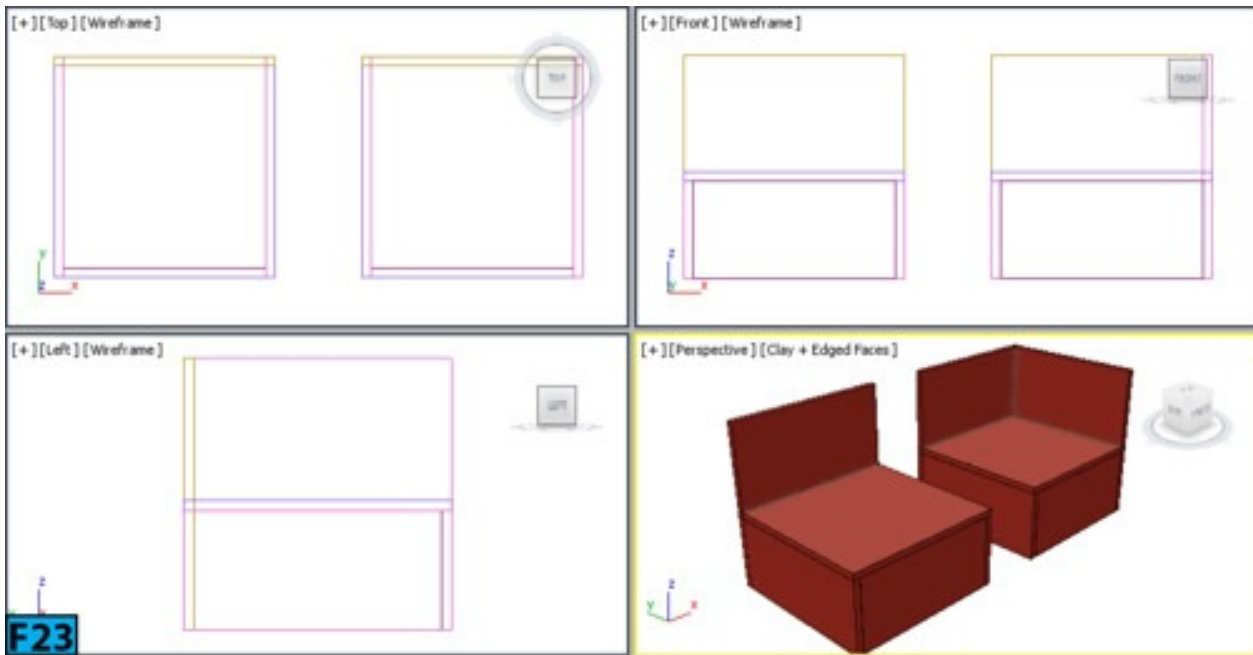 [+] [Top] [Wireframe]
TOP
y
z x
[+] [Front] [Wireframe]
FRONT
z
y x
[+] [Left] [Wireframe]
LEFT
z
F23
[+] [Perspective] [Clay + Edged Faces]
z
y x